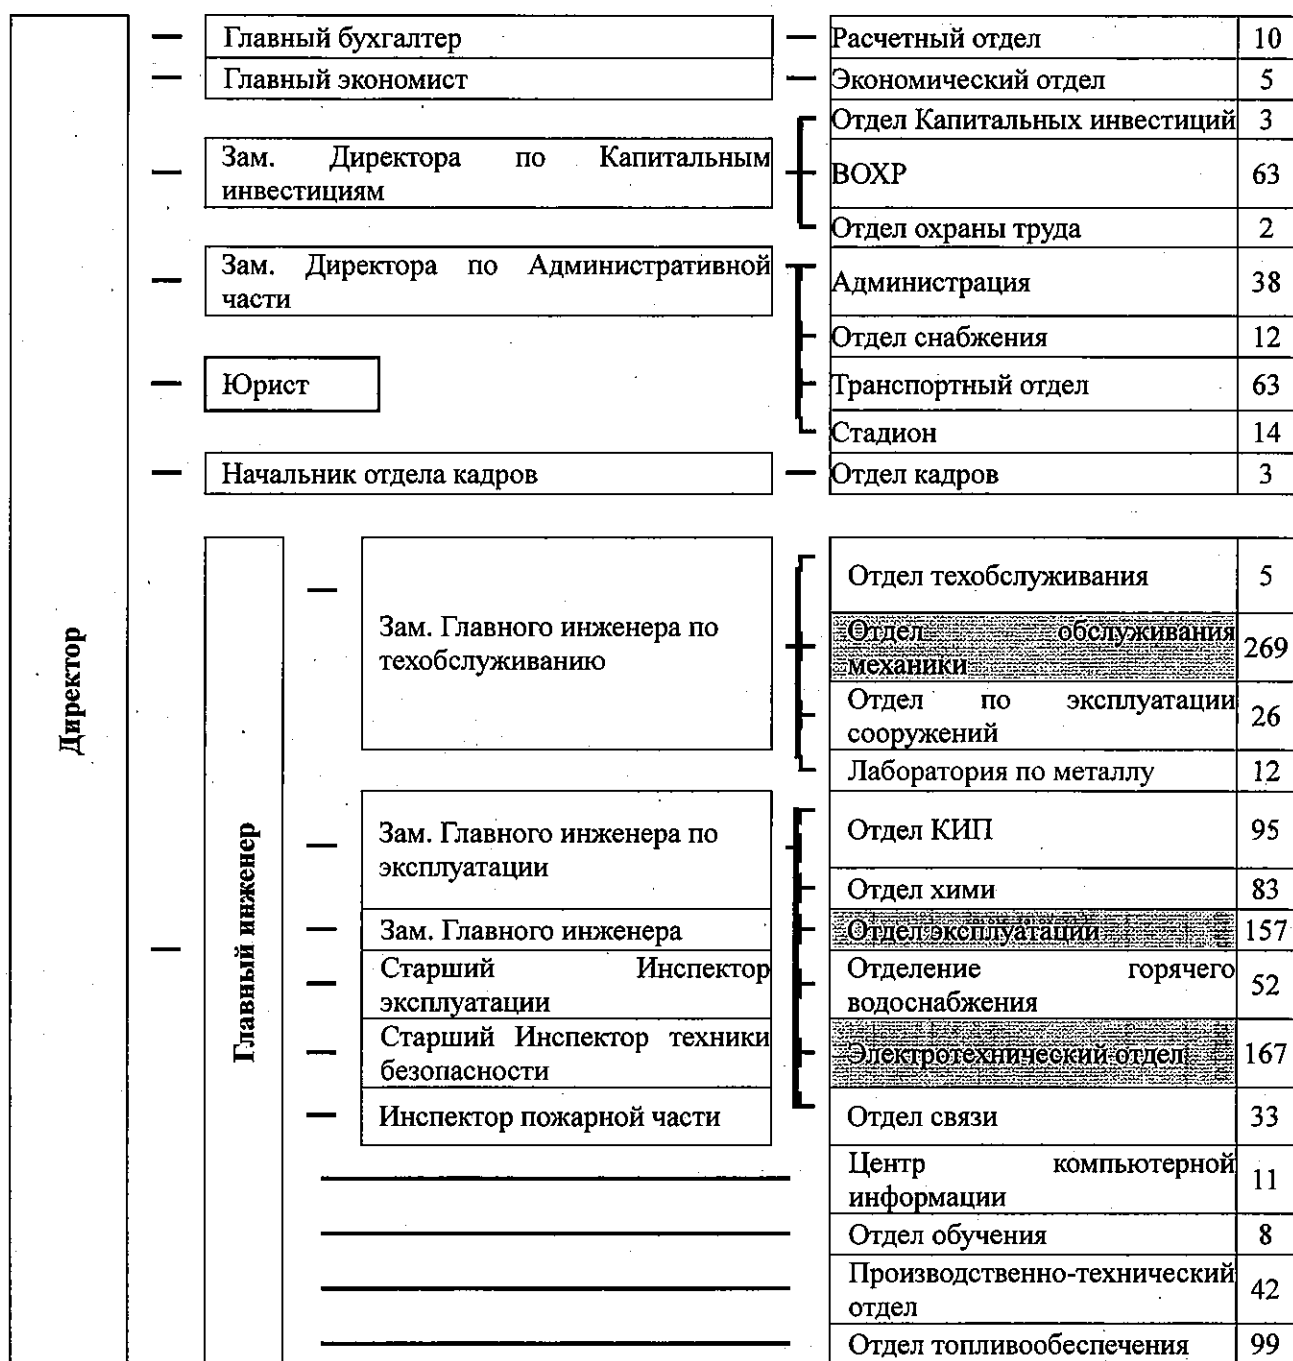 Главный бухгалтер
Расчетный отдел 10
Главный экономист
Экономический отдел 5
Отдел Капитальных инвестиций 3
Зам. Директора по Капитальным
инвестициям
ВОХР 63
Отдел охраны труда 2
Зам. Директора по Административной
части
Администрация 38
Отдел снабжения 12
Юрист
Транспортный отдел 63
Стадион 14
Начальник отдела кадров
Отдел кадров 3
Директор
Главный инженер
Зам. Главного инженера по
техобслуживанию
Отдел техобслуживания 5
Отдел обслуживания
механики 269
Отдел по эксплуатации
сооружений 26
Лаборатория по металлу 12
Зам. Главного инженера по
эксплуатации
Отдел КИП 95
Отдел хими 83
Зам. Главного инженера
Отдел эксплуатации 157
Старший Инспектор
эксплуатации
Отделение горячего
водоснабжения 52
Старший Инспектор техники
безопасности
Электротехнический отдел 167
Инспектор пожарной части
Отдел связи 33
Центр компьютерной
информации 11
Отдел обучения 8
Производственно-технический
отдел 42
Отдел топливообеспечения 99